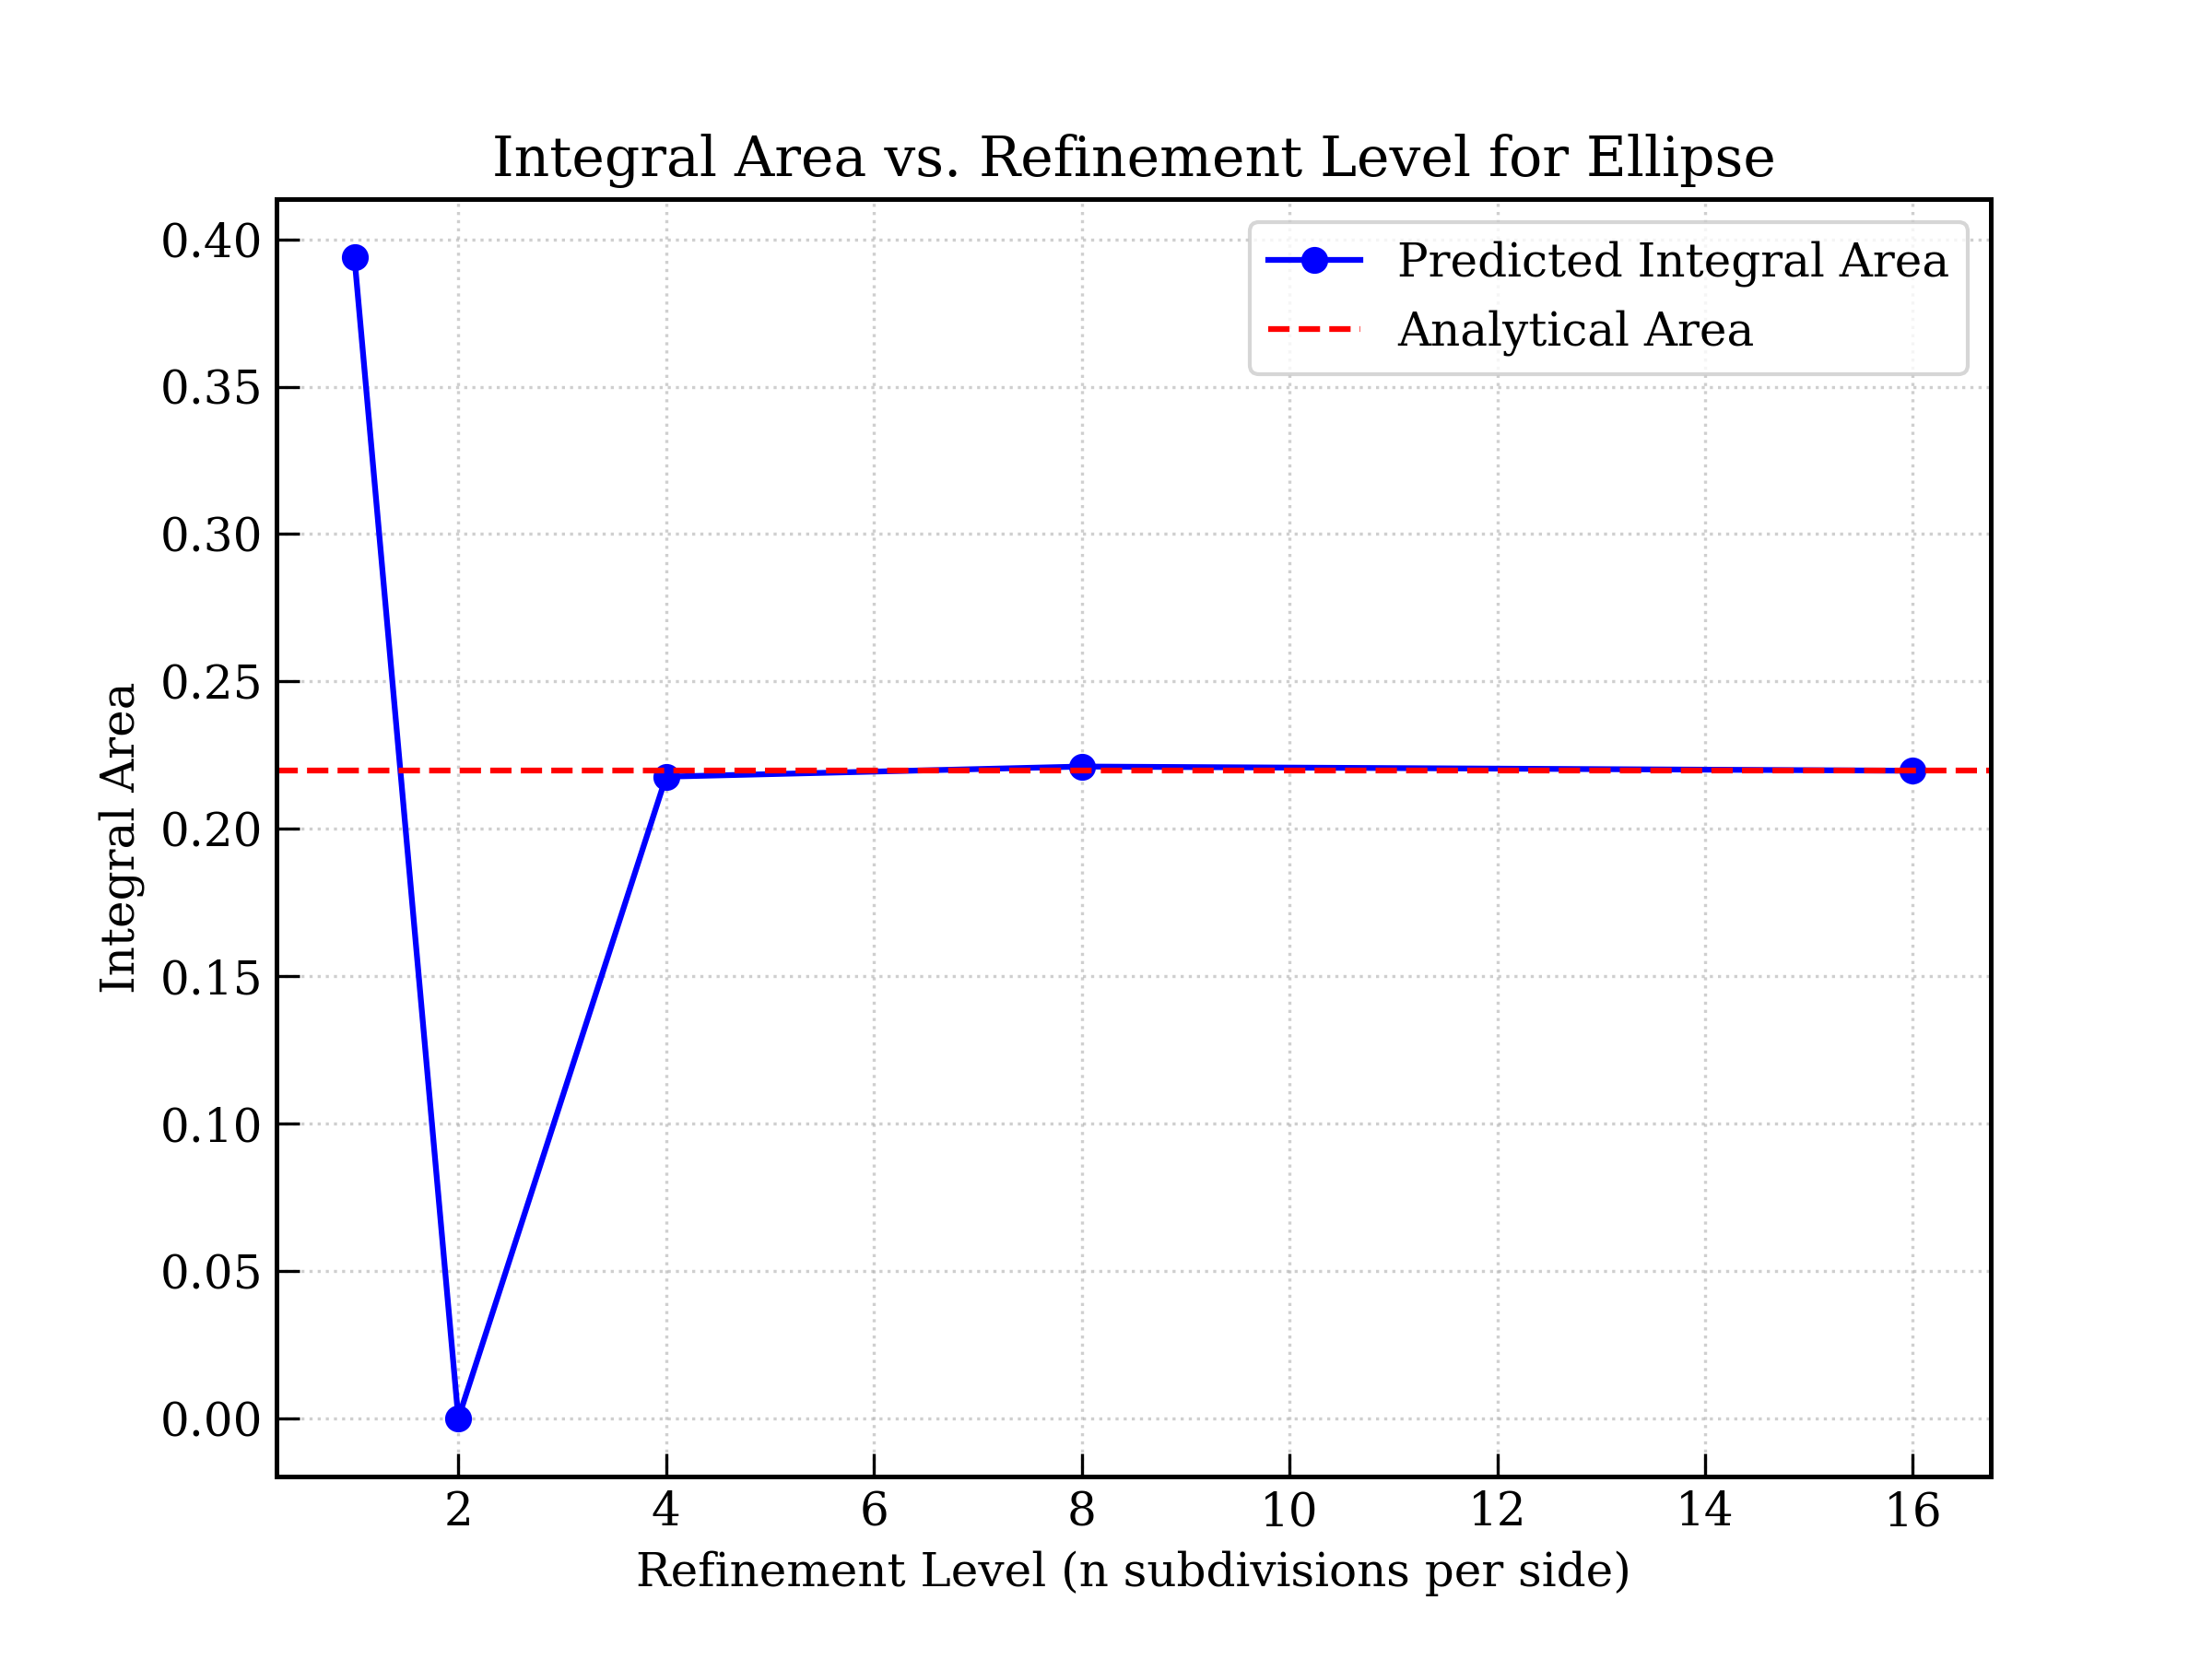 Integral Area vs. Refinement Level for Ellipse
Predicted Integral Area
Analytical Area
Integral Area
0.40
0.35
0.30
0.25
0.20
0.15
0.10
0.05
0.00
2 4 6 8 10 12 14 16
Refinement Level (n subdivisions per side)